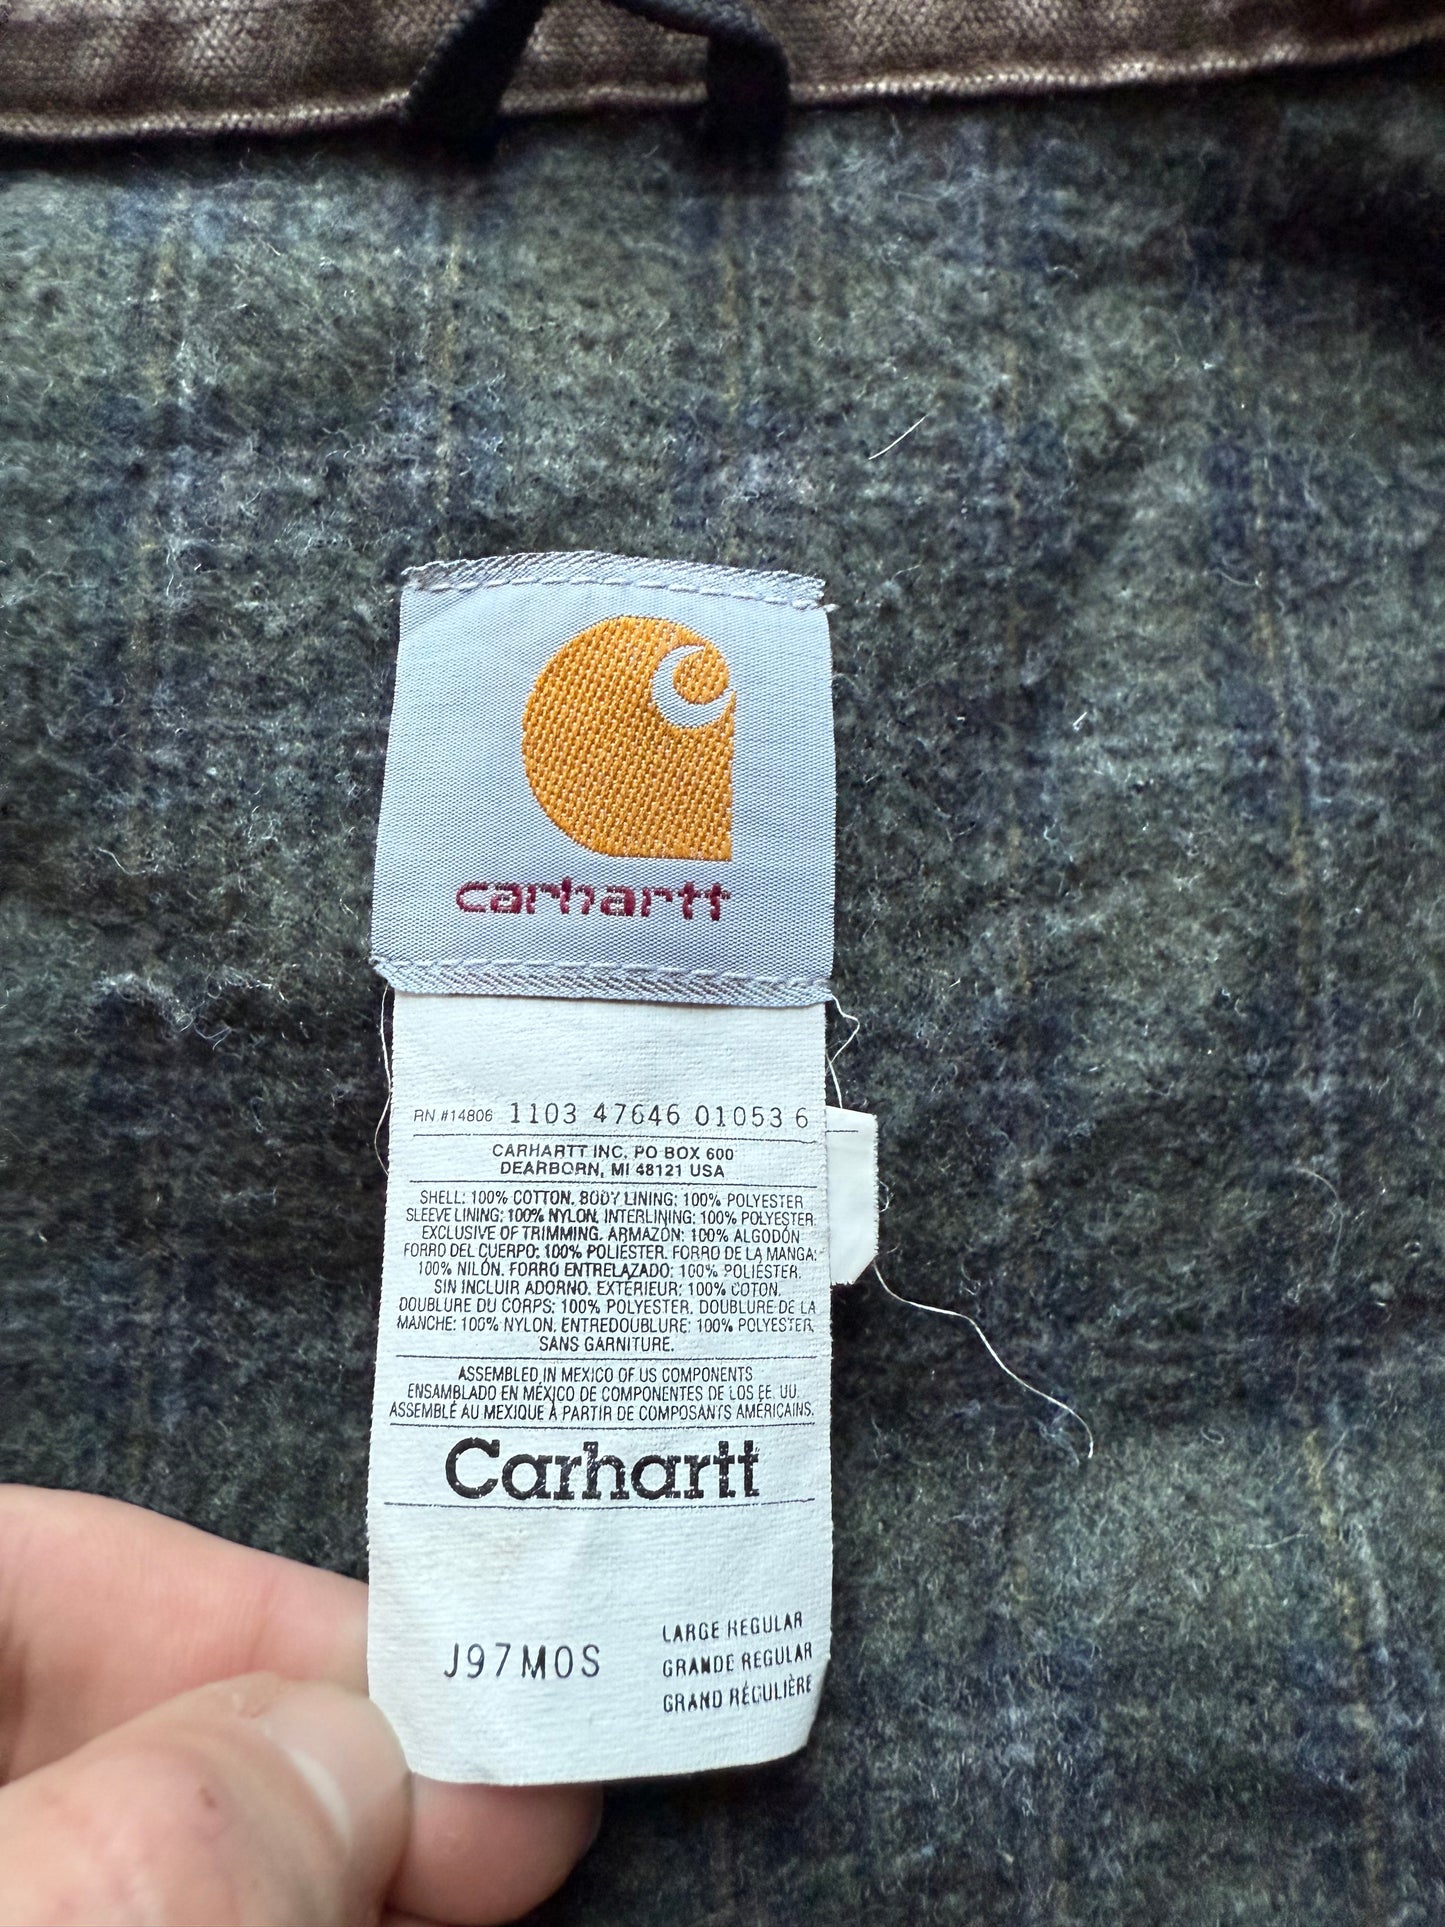 carhartt
RN #14806 1103 47646 01053 6
CARHARTT INC. PO BOX 600
DEARBORN, MI 48121 USA
SHELL: 100% COTTON. BODY LINING: 100% POLYESTER
SLEEVE LINING: 100% NYLON. INTERLINING: 100% POLYESTER.
EXCLUSIVE OF TRIMMING. ARMAZÓN: 100% ALGODÓN
FORRO DEL CUERPO: 100% POLIÉSTER. FORRO DE LA MANGA:
100% NILÓN. FORRO ENTRELAZADO: 100% POLIÉSTER.
SIN INCLUIR ADORNO. EXTÉRIEUR: 100% COTON.
DOUBLURE DU CORPS: 100% POLYESTER. DOUBLURE DE LA
MANCHE: 100% NYLON. ENTREDOUBLURE: 100% POLYESTER,
SANS GARNITURE.
ASSEMBLED IN MEXICO OF US COMPONENTS
ENSAMBLADO EN MÉXICO DE COMPONENTES DE LOS EE. UU.
ASSEMBLÉ AU MEXIQUE À PARTIR DE COMPOSANTS AMÉRICAINS.
Carhartt
J97MOS
LARGE REGULAR
GRANDE REGULAR
GRAND RÉGULIÈRE